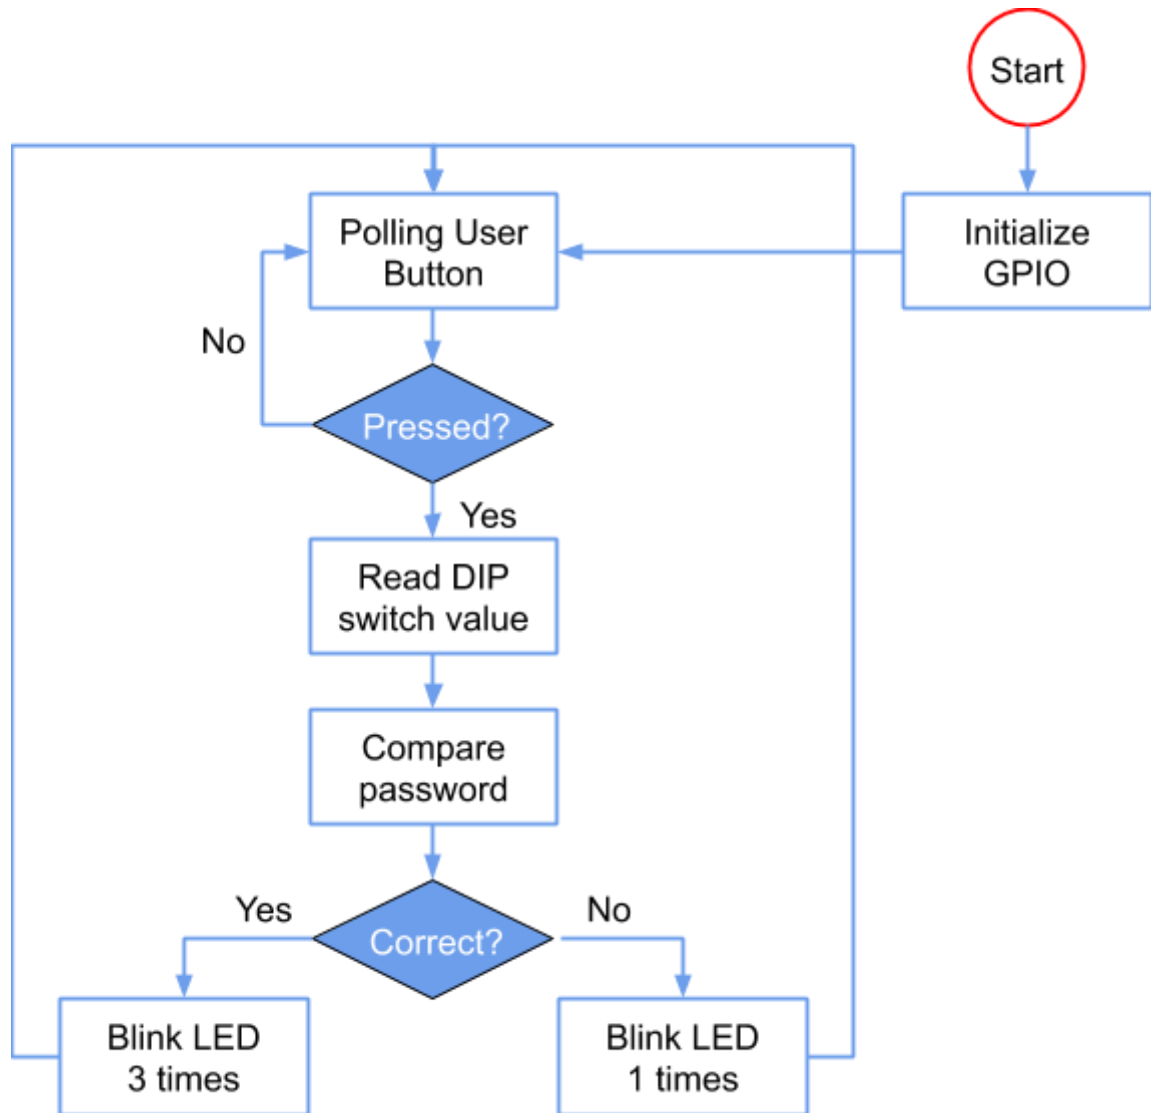 Start
Initialize
GPIO
Polling User
Button
No
Pressed?
Yes
Read DIP
switch value
Compare
password
Yes
No
Correct?
Blink LED
3 times
Blink LED
1 times